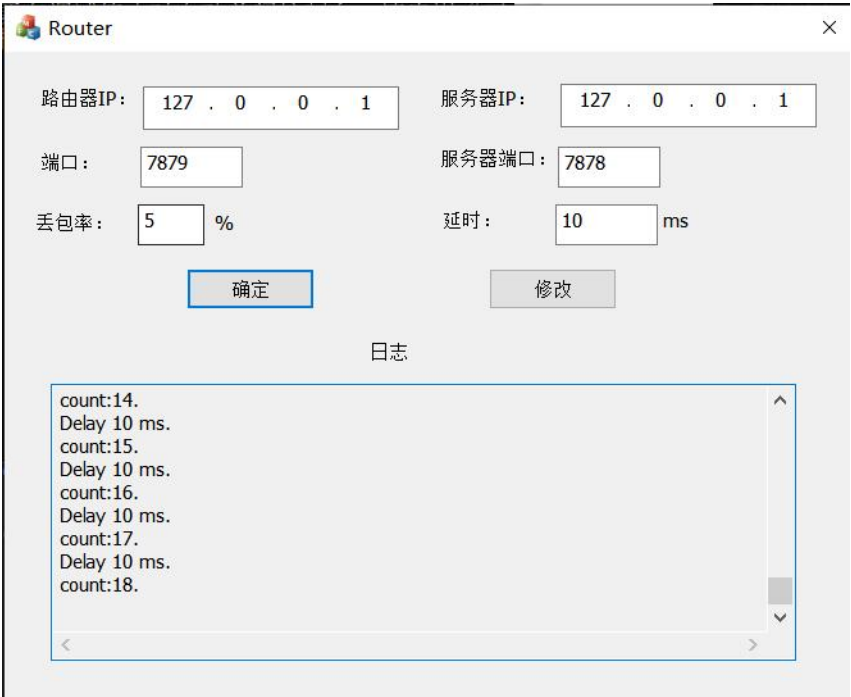 Router
路由器IP： 127 . 0 . 0 . 1 服务器IP： 127 . 0 . 0 . 1
端口： 7879 服务器端口： 7878
丢包率： 5 % 延时： 10 ms
确定 修改
日志
count:14.
Delay 10 ms.
count:15.
Delay 10 ms.
count:16.
Delay 10 ms.
count:17.
Delay 10 ms.
count:18.